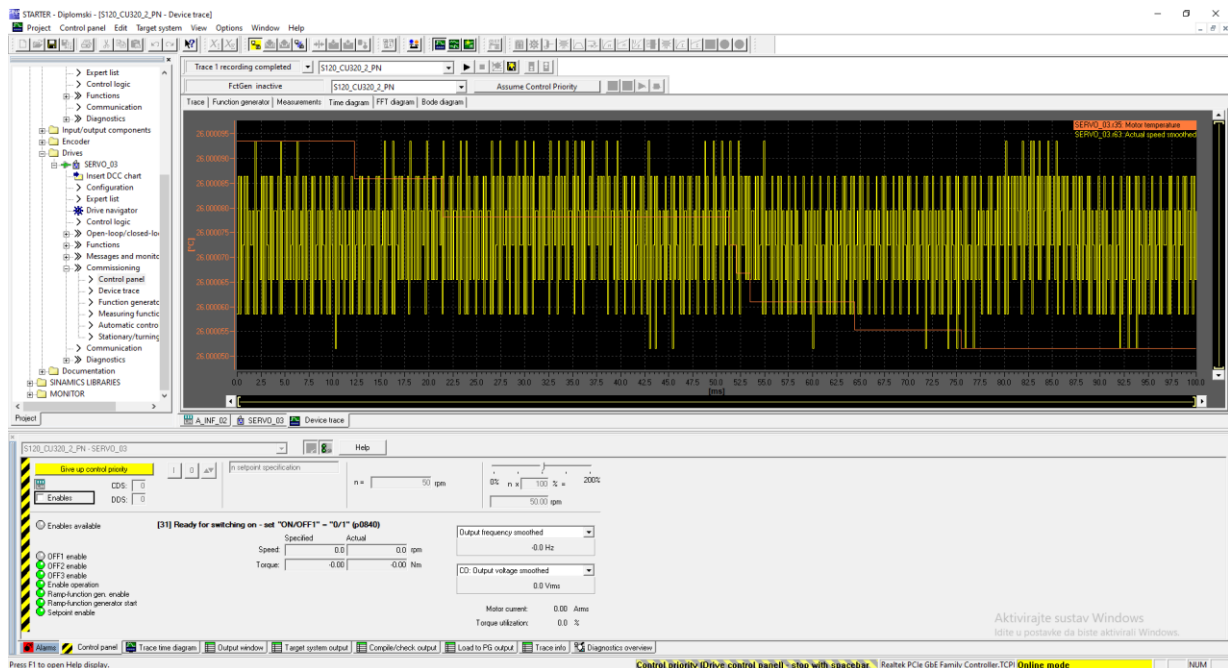 STARTER - Diplomski - [S120_CU320_2_PN - Device trace]
Project Control panel Edit Target system View Options Window Help
Expert list
Control logic
Functions
Communication
Diagnostics
Input/output components
Encoder
Drives
SERVO_03
Insert DCC chart
Configuration
Expert list
Drive navigator
Control logic
Open-loop/closed-lo
Functions
Messages and monito
Commissioning
Control panel
Device trace
Function generato
Measuring functio
Automatic contro
Stationary/turning
Communication
Diagnostics
Documentation
SINAMICS LIBRARIES
MONITOR
Project
Trace 1 recording completed S120_CU320_2_PN
FctGen inactive S120_CU320_2_PN Assume Control Priority
Trace Function generator Measurements Time diagram FFT diagram Bode diagram
SERVO_03.r35: Motor temperature
SERVO_03.r63: Actual speed smoothed
26.000095
26.000090
26.000085
26.000080
26.000075
26.000070
26.000065
26.000060
26.000055
26.000050
[°C]
0.0 2.5 5.0 7.5 10.0 12.5 15.0 17.5 20.0 22.5 25.0 27.5 30.0 32.5 35.0 37.5 40.0 42.5 45.0 47.5 50.0 52.5 55.0 57.5 60.0 62.5 65.0 67.5 70.0 72.5 75.0 77.5 80.0 82.5 85.0 87.5 90.0 92.5 95.0 97.5 100.0
[ms]
A_INF_02 SERVO_03 Device trace
S120_CU320_2_PN - SERVO_03 Help
Give up control priority I 0 n setpoint specification n = 50 rpm 0% n x 100 % = 200%
CDS: 0
Enables DDS: 0 50.00 rpm
Enables available [31] Ready for switching on - set "ON/OFF1" = "0/1" (p0840)
Specified Actual
Speed: 0.0 0.0 rpm
Torque: -0.00 -0.00 Nm
OFF1 enable
OFF2 enable
OFF3 enable
Enable operation
Ramp-function gen. enable
Ramp-function generator start
Setpoint enable
Output frequency smoothed
-0.0 Hz
CO: Output voltage smoothed
0.0 Vrms
Motor current: 0.00 Arms
Torque utilization: 0.0 %
Aktivirajte sustav Windows
Idite u postavke da biste aktivirali Windows.
Alarms Control panel Trace time diagram Output window Target system output Compile/check output Load to PG output Trace info Diagnostics overview
Press F1 to open Help display. Control priority (Drive control panel) - stop with spacebar Realtek PCIe GbE Family Controller.TCP Online mode NUM